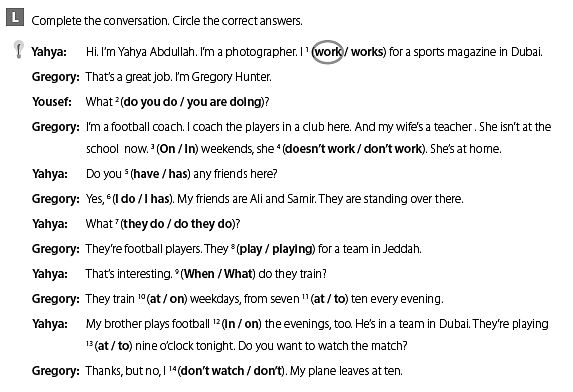 L Complete the conversation. Circle the correct answers.
Yahya: Hi. I'm Yahya Abdullah. I'm a photographer. I ¹ (work / works) for a sports magazine in Dubai.
Gregory: That's a great job. I'm Gregory Hunter.
Yousef: What ² (do you do / you are doing)?
Gregory: I'm a football coach. I coach the players in a club here. And my wife's a teacher . She isn't at the
school now. ³ (On / In) weekends, she ⁴ (doesn't work / don't work). She's at home.
Yahya: Do you ⁵ (have / has) any friends here?
Gregory: Yes, ⁶ (I do / I has). My friends are Ali and Samir. They are standing over there.
Yahya: What ⁷ (they do / do they do)?
Gregory: They're football players. They ⁸ (play / playing) for a team in Jeddah.
Yahya: That's interesting. ⁹ (When / What) do they train?
Gregory: They train ¹⁰ (at / on) weekdays, from seven ¹¹ (at / to) ten every evening.
Yahya: My brother plays football ¹² (in / on) the evenings, too. He's in a team in Dubai. They're playing
¹³ (at / to) nine o'clock tonight. Do you want to watch the match?
Gregory: Thanks, but no, I ¹⁴ (don't watch / don't). My plane leaves at ten.